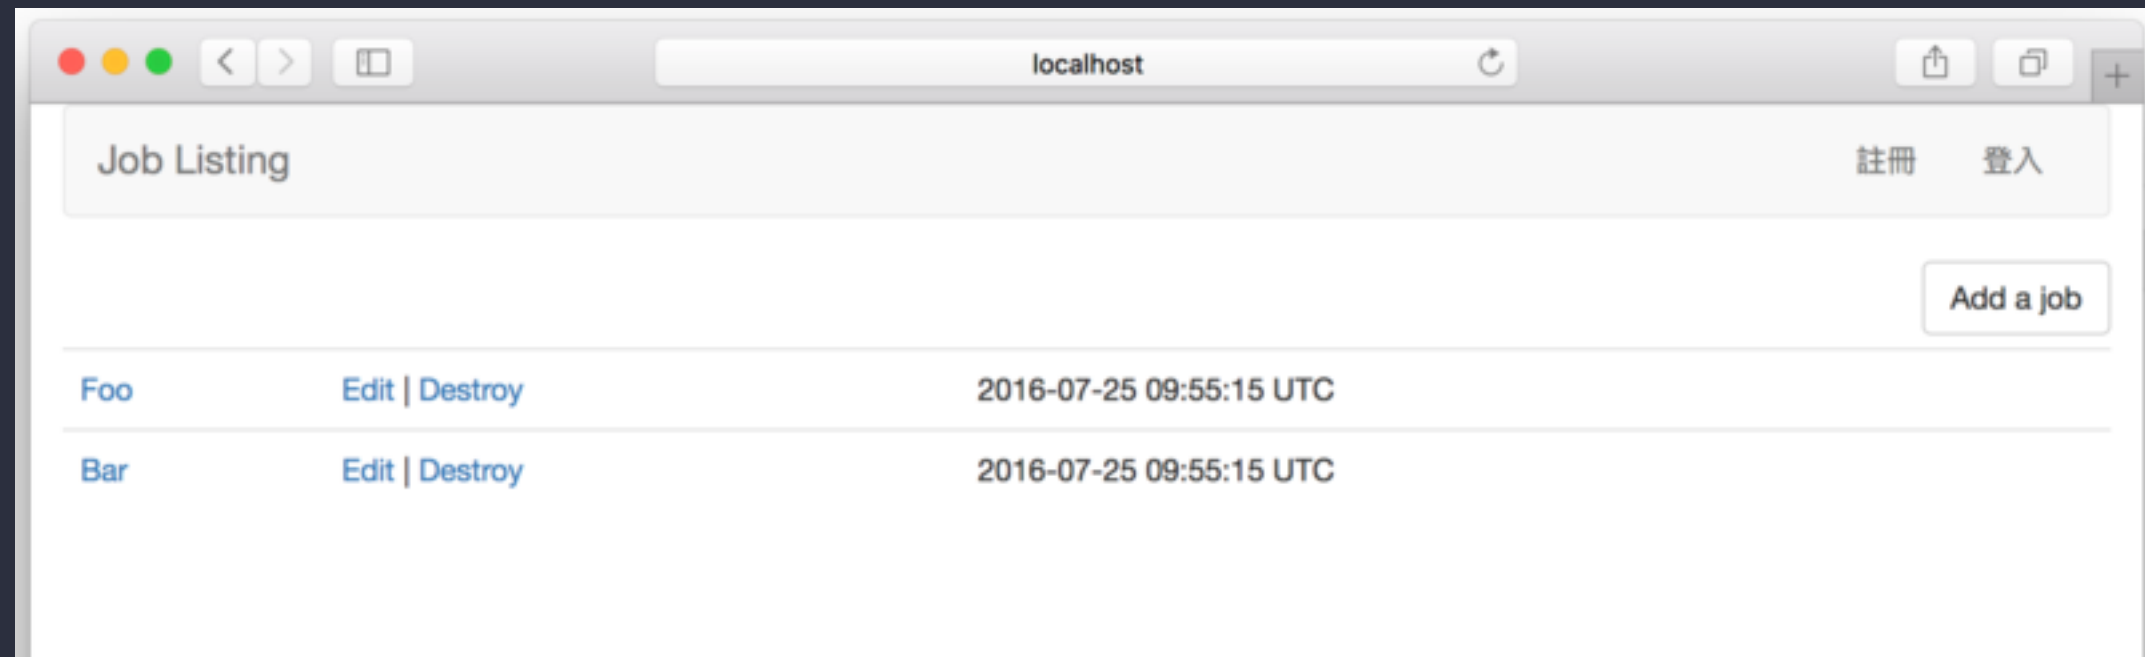 localhost
Job Listing 註冊 登入
Add a job
Foo Edit | Destroy 2016-07-25 09:55:15 UTC
Bar Edit | Destroy 2016-07-25 09:55:15 UTC